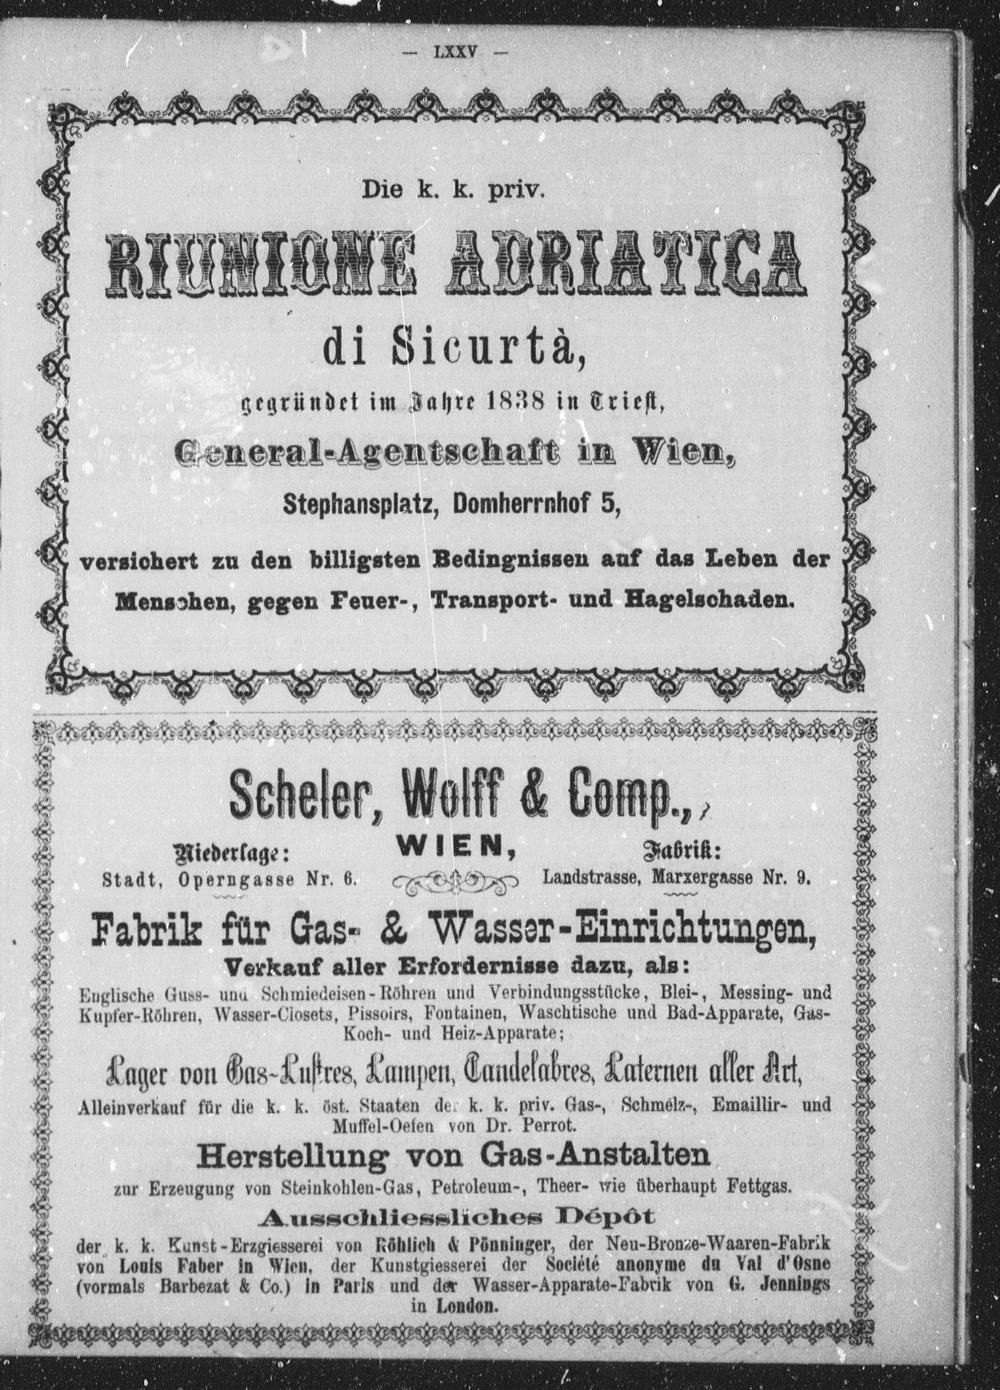 — LXXV —
Die k. k. priv.
RIUNIONE ADRIATICA
di Sicurtà,
gegründet im Jahre 1838 in Triest,
General-Agentschaft in Wien,
Stephansplatz, Domherrnhof 5,
versichert zu den billigsten Bedingnissen auf das Leben der
Menschen, gegen Feuer-, Transport- und Hagelschaden.
Scheler, Wolff & Comp.,
WIEN,
Niederlage:
Stadt, Operngasse Nr. 6.
Fabrik:
Landstrasse, Marxergasse Nr. 9.
Fabrik für Gas- & Wasser-Einrichtungen,
Verkauf aller Erfordernisse dazu, als:
Englische Guss- und Schmiedeisen-Röhren und Verbindungsstücke, Blei-, Messing- und
Kupfer-Röhren, Wasser-Closets, Pissoirs, Fontainen, Waschtische und Bad-Apparate, Gas-
Koch- und Heiz-Apparate;
Lager von Gas-Lustres, Lampen, Candelabres, Laternen aller Art,
Alleinverkauf für die k. k. öst. Staaten der k. k. priv. Gas-, Schmelz-, Emaillir- und
Muffel-Oefen von Dr. Perrot.
Herstellung von Gas-Anstalten
zur Erzeugung von Steinkohlen-Gas, Petroleum-, Theer- wie überhaupt Fettgas.
Ausschliessliches Dépôt
der k. k. Kunst-Erzgiesserei von Röhlich & Pönninger, der Neu-Bronze-Waaren-Fabrik
von Louis Faber in Wien, der Kunstgiesserei der Société anonyme du Val d'Osne
(vormals Barbezat & Co.) in Paris und der Wasser-Apparate-Fabrik von G. Jennings
in London.